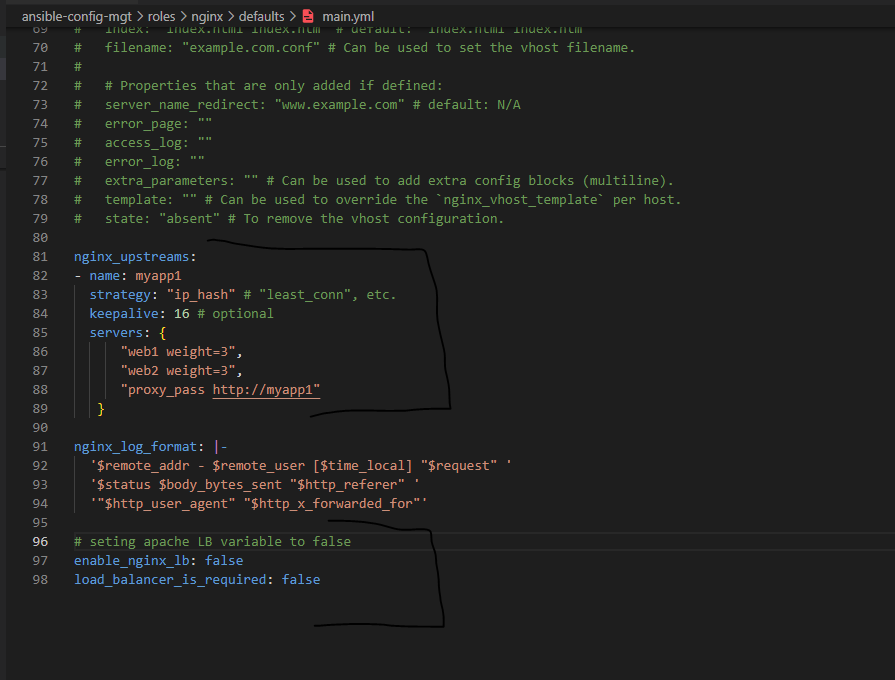 ansible-config-mgt > roles > nginx > defaults > main.yml
69 # index: "index.html index.htm" # default: "index.html index.htm"
70 # filename: "example.com.conf" # Can be used to set the vhost filename.
71 #
72 # # Properties that are only added if defined:
73 # server_name_redirect: "www.example.com" # default: N/A
74 # error_page: ""
75 # access_log: ""
76 # error_log: ""
77 # extra_parameters: "" # Can be used to add extra config blocks (multiline).
78 # template: "" # Can be used to override the `nginx_vhost_template` per host.
79 # state: "absent" # To remove the vhost configuration.
80
81 nginx_upstreams:
82 - name: myapp1
83 strategy: "ip_hash" # "least_conn", etc.
84 keepalive: 16 # optional
85 servers: {
86 "web1 weight=3",
87 "web2 weight=3",
88 "proxy_pass http://myapp1"
89 }
90
91 nginx_log_format: |-
92 '$remote_addr - $remote_user [$time_local] "$request" '
93 '$status $body_bytes_sent "$http_referer" '
94 '"$http_user_agent" "$http_x_forwarded_for"'
95
96 # seting apache LB variable to false
97 enable_nginx_lb: false
98 load_balancer_is_required: false